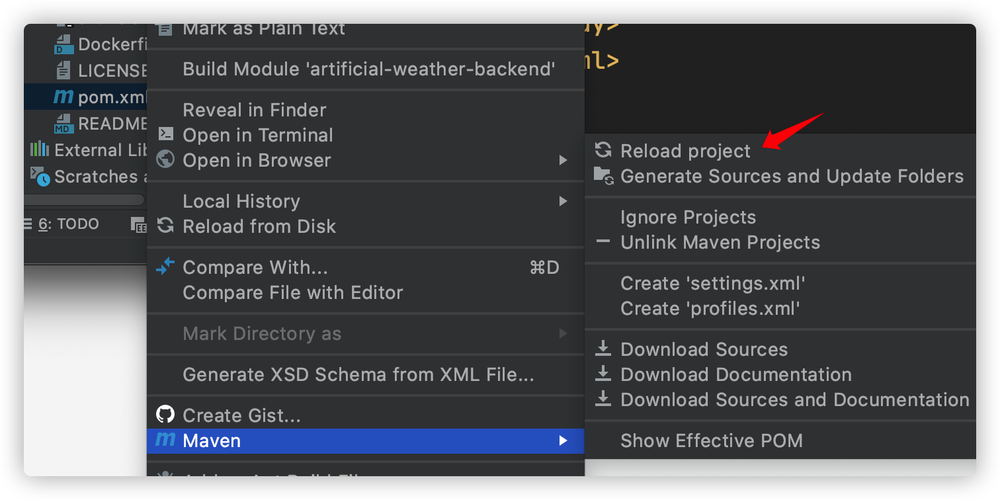 Mark as Plain Text
Dockerfi
LICENSE
pom.xml
README
External Lib
Scratches a
6: TODO
Build Module 'artificial-weather-backend'
Reveal in Finder
Open in Terminal
Open in Browser
Local History
Reload from Disk
Compare With...
⌘D
Compare File with Editor
Mark Directory as
Generate XSD Schema from XML File...
Create Gist...
Maven
Reload project
Generate Sources and Update Folders
Ignore Projects
Unlink Maven Projects
Create 'settings.xml'
Create 'profiles.xml'
Download Sources
Download Documentation
Download Sources and Documentation
Show Effective POM